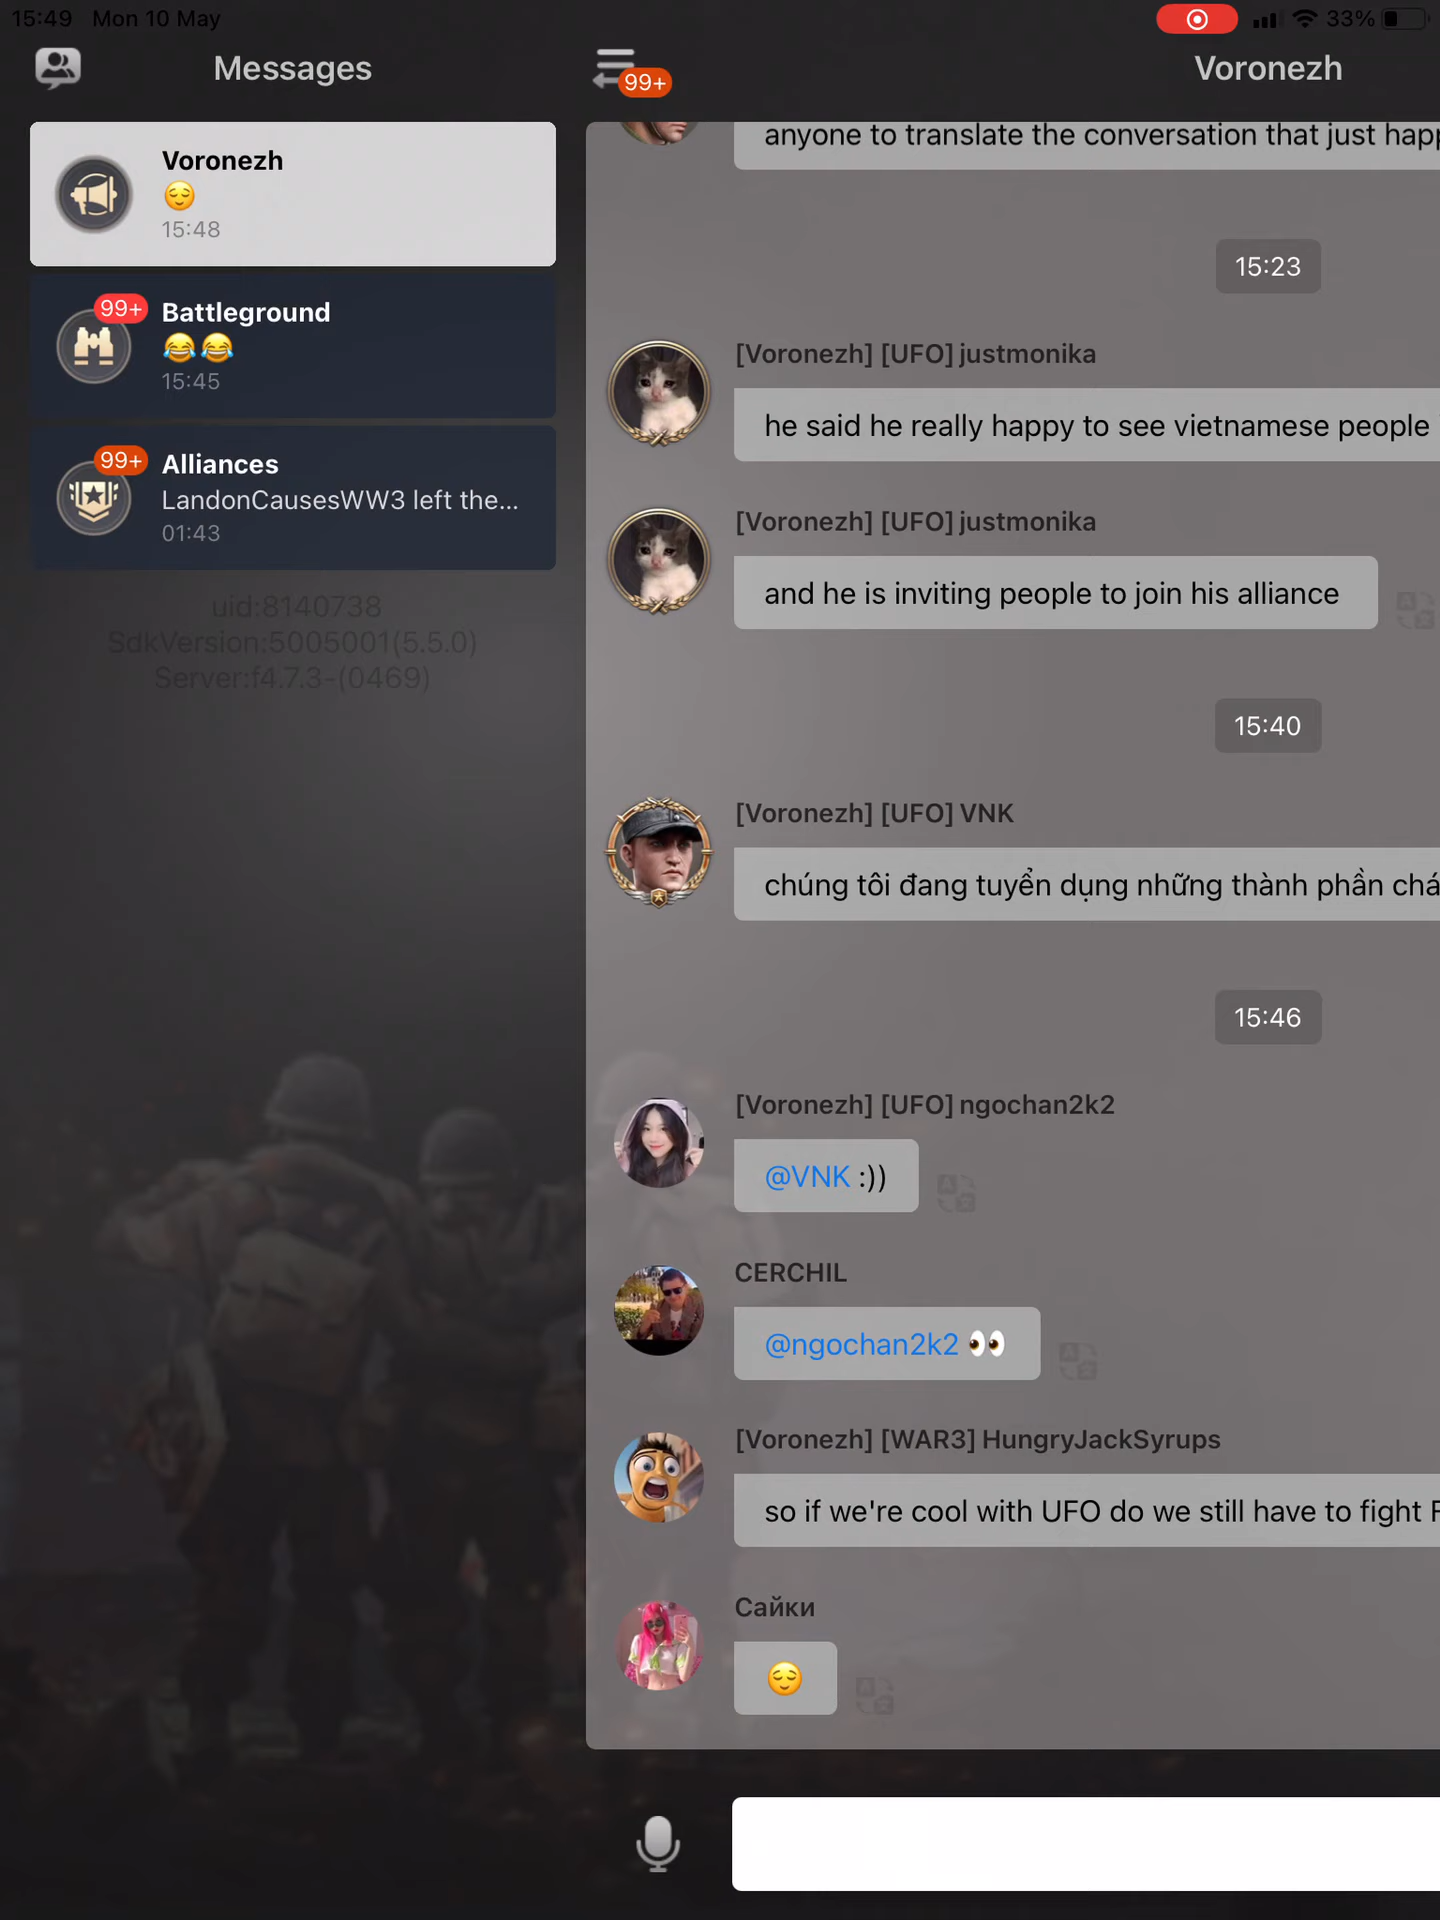 15:49 Mon 10 May
33%
Messages
99+
Voronezh
Voronezh
15:48
99+
Battleground
15:45
99+
Alliances
LandonCausesWW3 left the...
01:43
uid:8140738
SdkVersion:5005001(5.5.0)
Server:f4.7.3-(0469)
anyone to translate the conversation that just
15:23
[Voronezh] [UFO] justmonika
he said he really happy to see vietnamese people
[Voronezh] [UFO] justmonika
and he is inviting people to join his alliance
15:40
[Voronezh] [UFO] VNK
chúng tôi đang tuyển dụng những thành phần
15:46
[Voronezh] [UFO] ngochan2k2
@VNK :))
CERCHIL
@ngochan2k2 👀
[Voronezh] [WAR3] HungryJackSyrups
so if we're cool with UFO do we still have to fight
Сайки